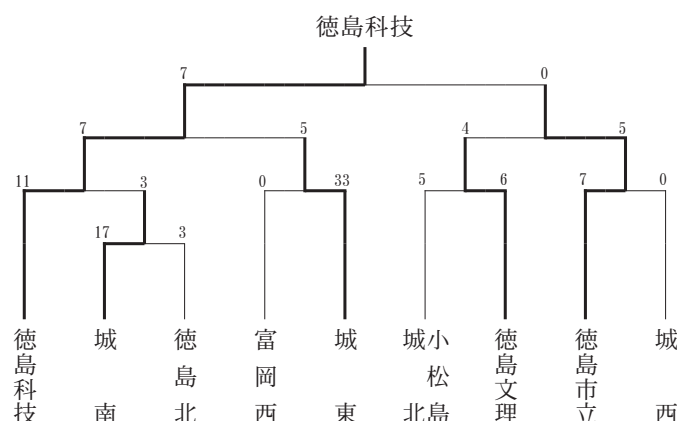 徳島科技
7 0
7 5 4 5
11 3 0 33 5 6 7 0
17 3
徳島科技
城南
徳島北
富岡西
城東
小松島
城北
徳島文理
徳島市立
城西